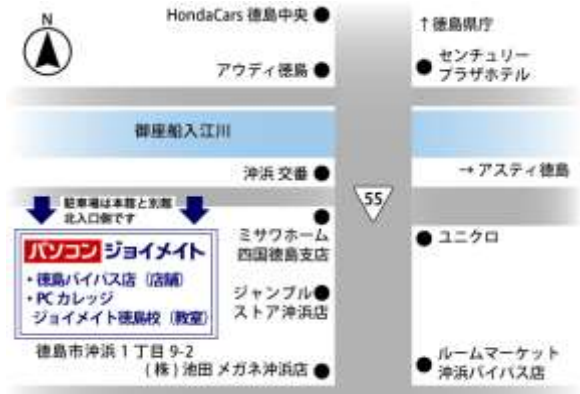 N
HondaCars 徳島中央
↑徳島県庁
アウディ徳島
センチュリー
プラザホテル
御座船入江川
沖浜 交番
→ アスティ徳島
55
駐車場は本館と別館
北入口側です
ミサワホーム
四国徳島支店
ユニクロ
パソコン ジョイメイト
・徳島バイパス店（店舗）
・PC カレッジ
ジョイメイト徳島校（教室）
ジャンブル
ストア沖浜店
徳島市沖浜 1 丁目 9-2
(株) 池田 メガネ沖浜店
ルームマーケット
沖浜バイパス店